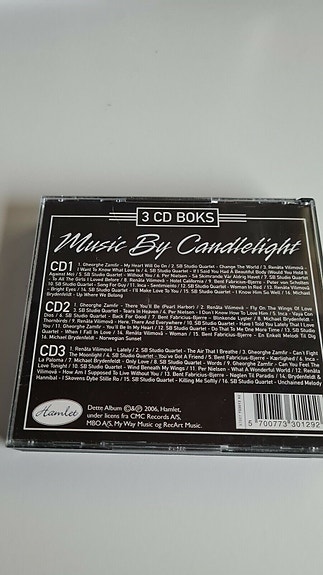 3 CD BOKS
Music By Candlelight
CD1 1. Gheorghe Zamfir - My Heart Will Go On / 2. SB Studio Quartet - Change The World / 3. Renáta Vilimová -
I Want To Know What Love Is / 4. SB Studio Quartet - If I Said You Had A Beautiful Body (Would You Hold It
Against Me) / 5. SB Studio Quartet - Without You / 6. Per Nielsen - Så Skimrande Var Aldrig Havet / 7. SB Studio Quartet
- To All The Girls I Loved Before / 8. Renáta Vilimová - Hotel California / 9. Bent Fabricius-Bjerre - Peter von Scholten
10. SB Studio Quartet - Song For Guy / 11. Inca - Sentimiento / 12. SB Studio Quartet - Woman In Red / 13. Renáta Vilimová -
Bright Eyes / 14. SB Studio Quartet - I'll Make Love To You / 15. SB Studio Quartet - I Know Him So Well / 16. Michael
Brydenfelt - Up Where We Belong
CD2 1. Gheorghe Zamfir - There You'll Be (Pearl Harbor) / 2. Renáta Vilimová - Fly On The Wings Of Love
3. SB Studio Quartet - Tears In Heaven / 4. Per Nielsen - I Don't Know How To Love Him / 5. Inca - Vaya Con
Dios / 6. SB Studio Quartet - Back For Good / 7. Bent Fabricius-Bjerre - Blinkende Lygter / 8. Michael Brydenfelt -
Thorndbirds / 9. Renáta Vilimová - Here, There And Everywhere / 10. SB Studio Quartet - Have I Told You Lately That I Love
You / 11. Gheorghe Zamfir - You'll Be In My Heart / 12. SB Studio Quartet - Do That To Me One More Time / 13. SB Studio
Quartet - When I Fall In Love / 14. Renáta Vilimová - Woman / 15. Bent Fabricius-Bjerre - En Enkelt Melodi Til Dig
16. Michael Brydenfelt - Norwegian Sunset
CD3 1. Renáta Vilimová - Lately / 2. SB Studio Quartet - The Air That I Breathe / 3. Gheorghe Zamfir - Can't Fight
The Moonlight / 4. SB Studio Quartet - You've Got A Friend / 5. Bent Fabricius-Bjerre - Kærlighed / 6. Inca -
La Paloma / 7. Michael Brydenfelt - Only Love / 8. SB Studio Quartet - Words / 9. Gheorghe Zamfir - Can You Feel The
Love Tonight / 10. SB Studio Quartet - Wind Beneath My Wings / 11. Per Nielsen - What A Wonderful World / 12. Renáta
Vilimová - How Am I Supposed To Live Without You / 13. Bent Fabricius-Bjerre - Nøglen Til Paradis / 14. Brydenfelt &
Hannibal - I Skovens Dybe Stille Ro / 15. SB Studio Quartet - Killing Me Softly / 16. SB Studio Quartet - Unchained Melody
Hamlet
Dette Album ©&℗ 2006, Hamlet,
under licens fra CMC Records A/S,
MBO A/S, My Way Music og RecArt Music.
5 700773 301292